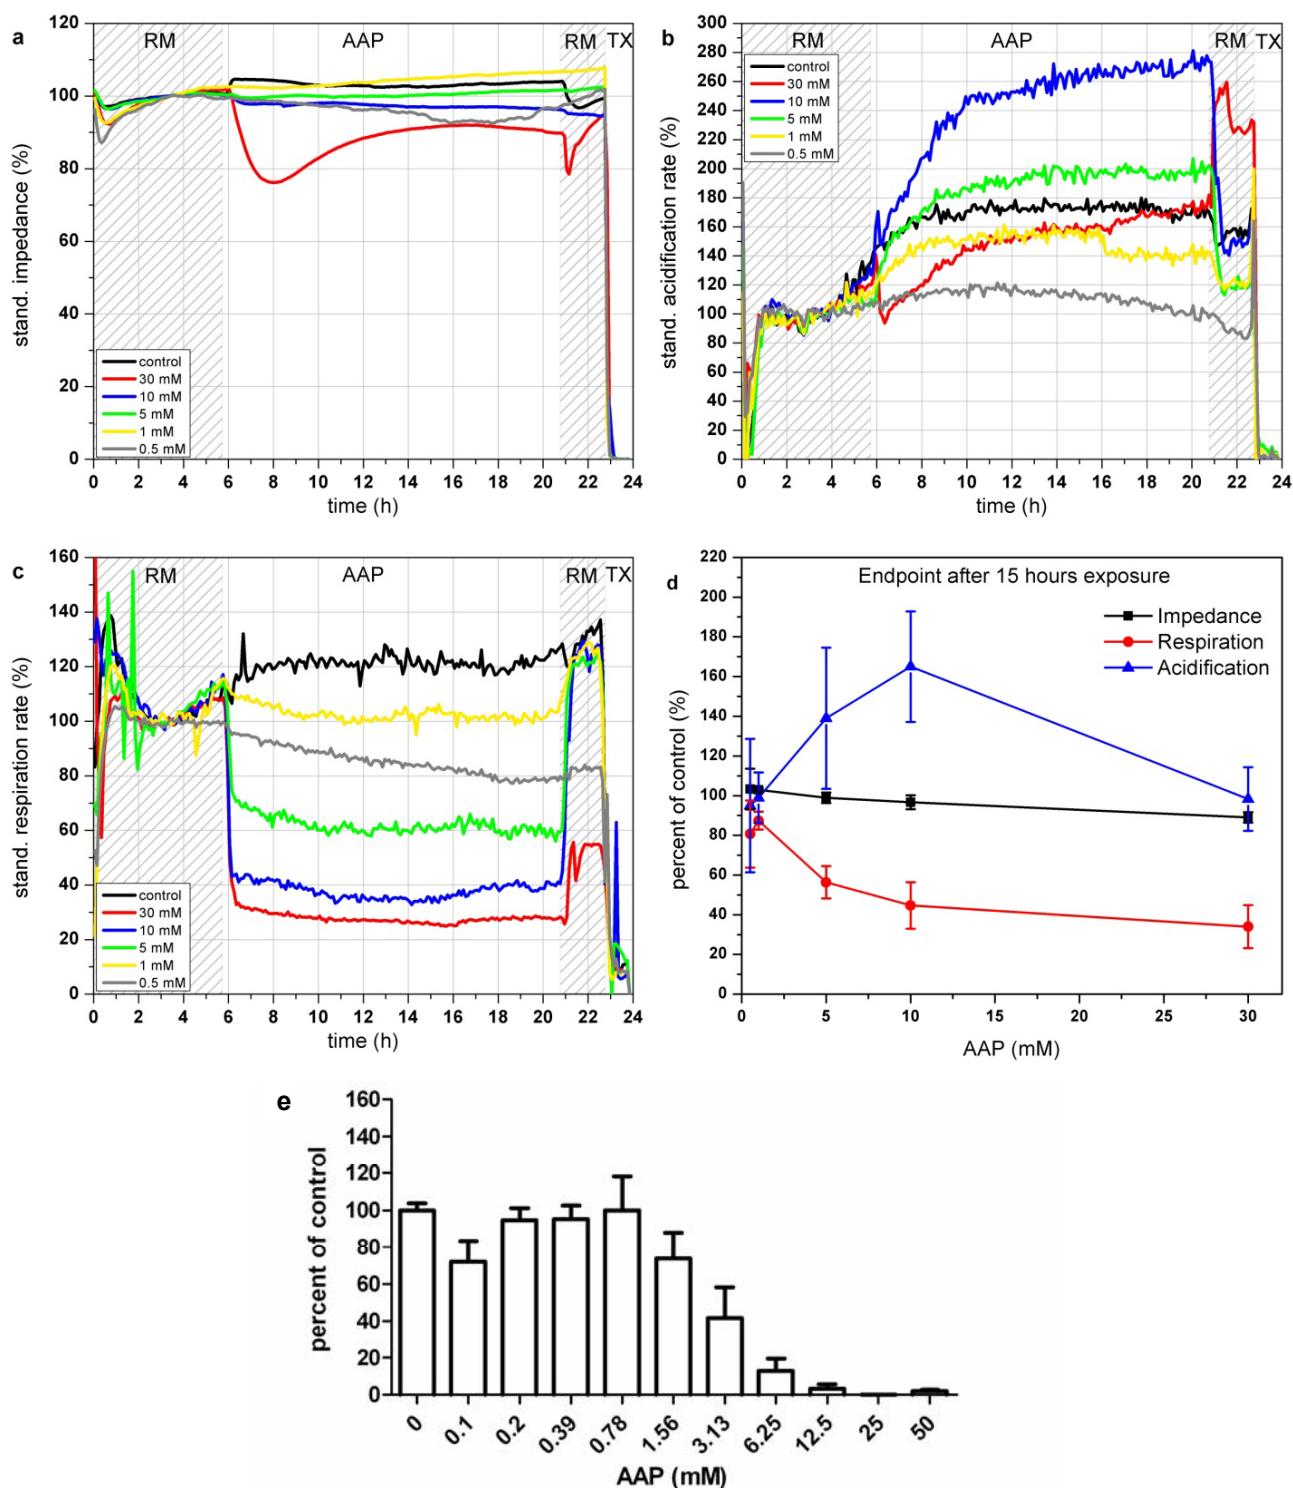 a
RM
AAP
RM
TX
stand. impedance (%)
120
100
80
60
40
20
0
control
30 mM
10 mM
5 mM
1 mM
0.5 mM
0 2 4 6 8 10 12 14 16 18 20 22 24
time (h)
b
RM
AAP
RM
TX
stand. acidification rate (%)
300
280
260
240
220
200
180
160
140
120
100
80
60
40
20
0
control
30 mM
10 mM
5 mM
1 mM
0.5 mM
0 2 4 6 8 10 12 14 16 18 20 22 24
time (h)
c
RM
AAP
RM
TX
stand. respiration rate (%)
160
140
120
100
80
60
40
20
0
control
30 mM
10 mM
5 mM
1 mM
0.5 mM
0 2 4 6 8 10 12 14 16 18 20 22 24
time (h)
d
Endpoint after 15 hours exposure
Impedance
Respiration
Acidification
percent of control (%)
220
200
180
160
140
120
100
80
60
40
20
0
0 5 10 15 20 25 30
AAP (mM)
e
percent of control
160
140
120
100
80
60
40
20
0
0 0.1 0.2 0.39 0.78 1.56 3.13 6.25 12.5 25 50
AAP (mM)